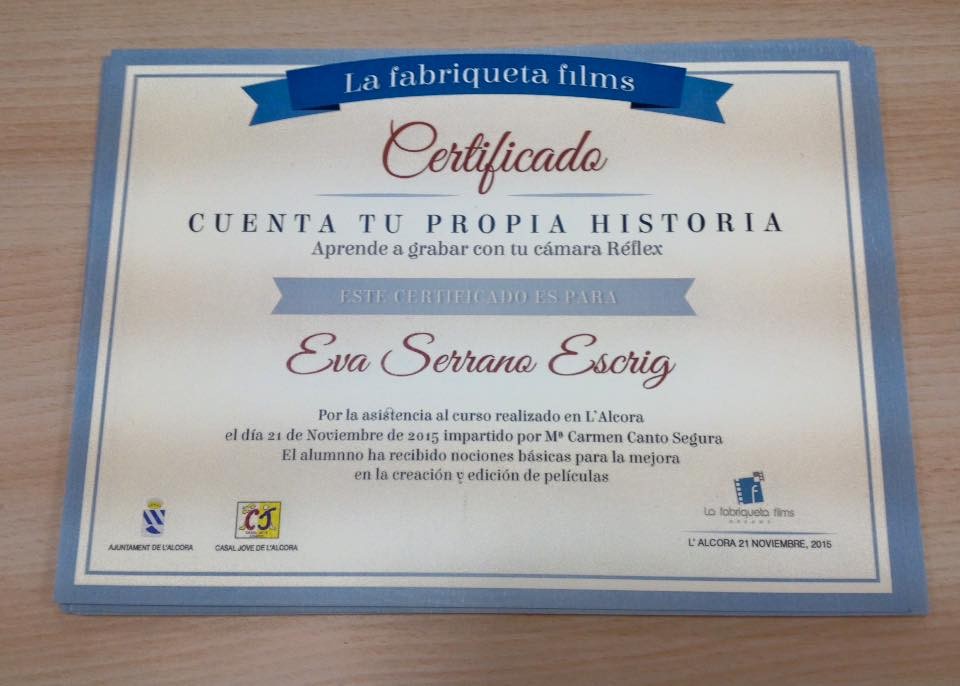 La fabriqueta films
Certificado
CUENTA TU PROPIA HISTORIA
Aprende a grabar con tu cámara Réflex
ESTE CERTIFICADO ES PARA
Eva Serrano Escrig
Por la asistencia al curso realizado en L'Alcora
el día 21 de Noviembre de 2015 impartido por Mª Carmen Canto Segura
El alumnno ha recibido nociones básicas para la mejora
en la creación y edición de películas
AJUNTAMENT DE L'ALCORA
CJ
CASAL JOVE DE L'ALCORA
f
La fabriqueta films
L' ALCORA 21 NOVIEMBRE, 2015